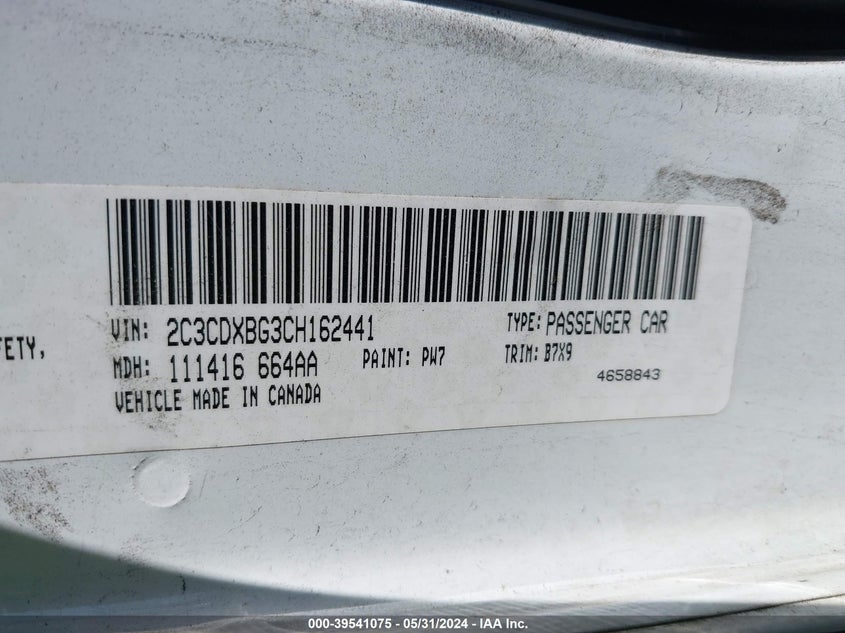 VIN: 2C3CDXBG3CH162441 TYPE: PASSENGER CAR
FETY,
MDH: 111416 664AA PAINT: PW7 TRIM: B7X9
4658843
VEHICLE MADE IN CANADA
000-39541075 / 05/31/2024 - IAA Inc.